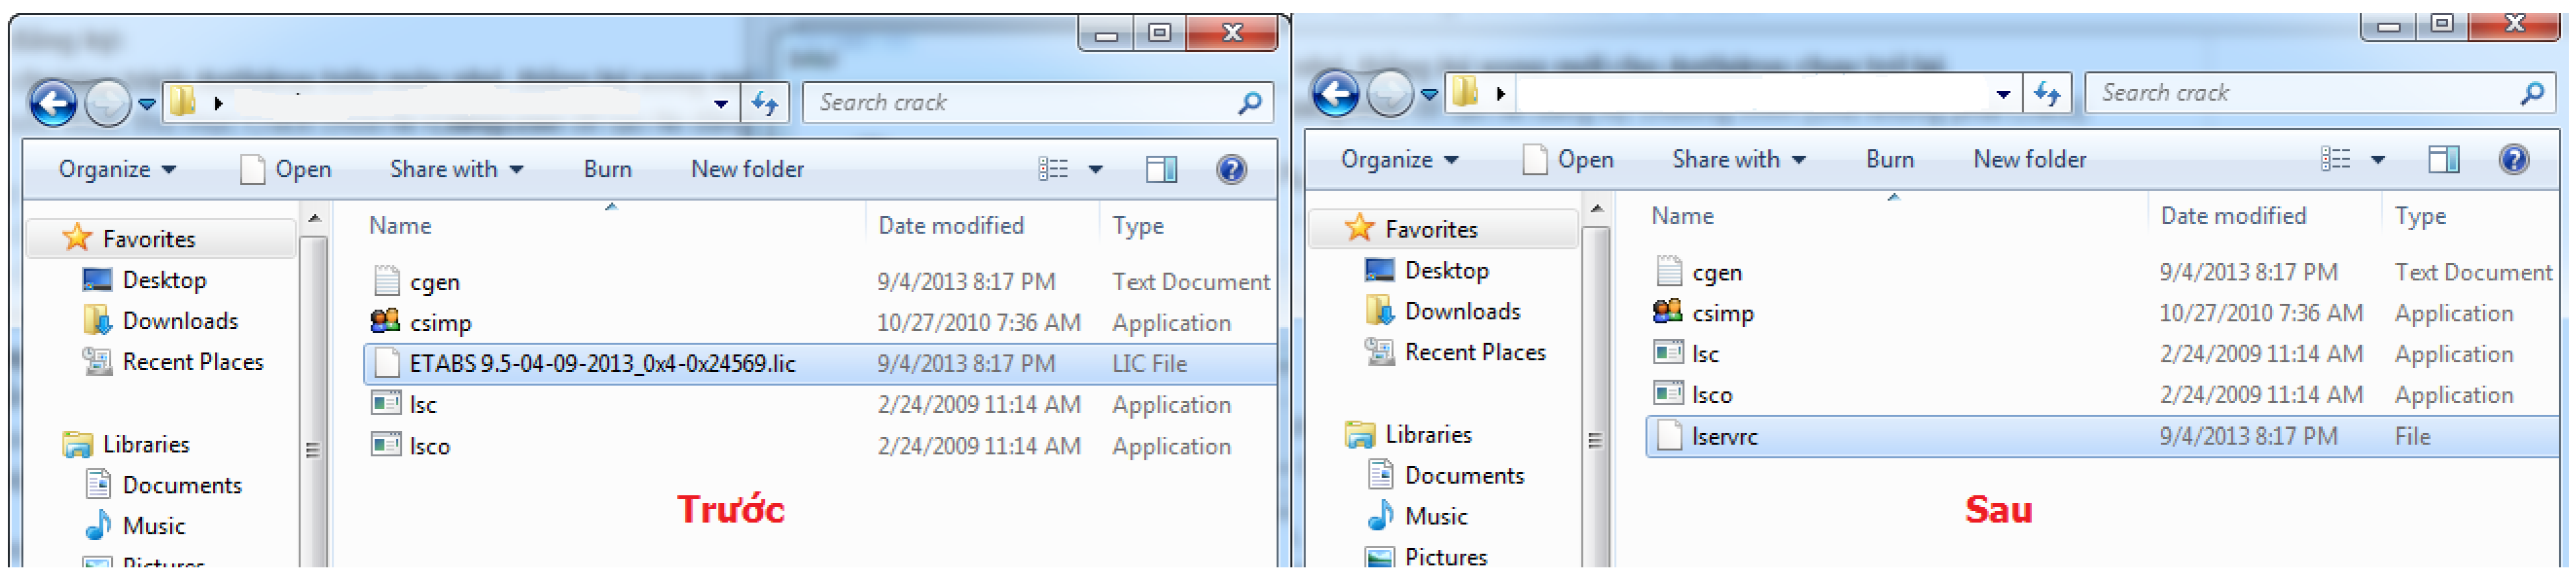 Search crack
Organize
Open
Share with
Burn
New folder
Favorites
Desktop
Downloads
Recent Places
Libraries
Documents
Music
Pictures
Name Date modified Type
cgen 9/4/2013 8:17 PM Text Document
csimp 10/27/2010 7:36 AM Application
ETABS 9.5-04-09-2013_0x4-0x24569.lic 9/4/2013 8:17 PM LIC File
lsc 2/24/2009 11:14 AM Application
lsco 2/24/2009 11:14 AM Application
Trước
Search crack
Organize
Open
Share with
Burn
New folder
Favorites
Desktop
Downloads
Recent Places
Libraries
Documents
Music
Pictures
Name Date modified Type
cgen 9/4/2013 8:17 PM Text Document
csimp 10/27/2010 7:36 AM Application
lsc 2/24/2009 11:14 AM Application
lsco 2/24/2009 11:14 AM Application
lservrc 9/4/2013 8:17 PM File
Sau